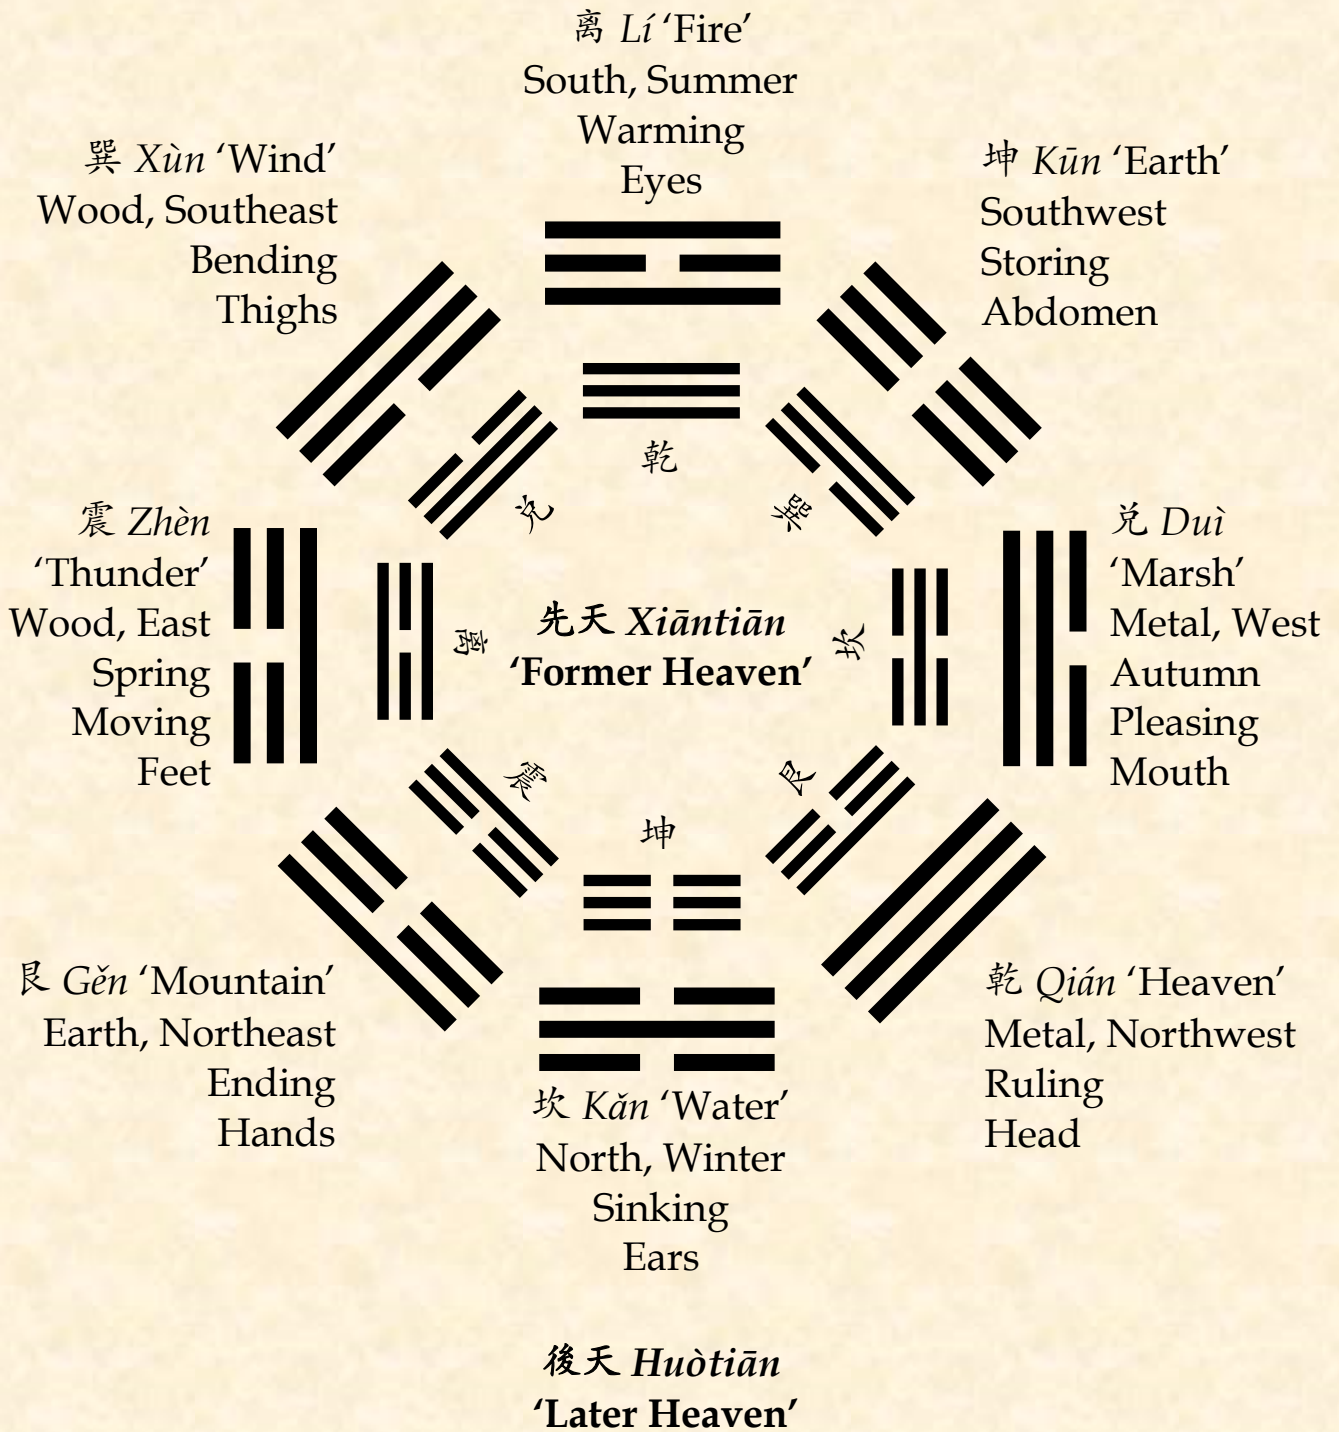 离 Lí ‘Fire’
South, Summer
Warming
Eyes
巽 Xùn ‘Wind’
Wood, Southeast
Bending
Thighs
坤 Kūn ‘Earth’
Southwest
Storing
Abdomen
乾
兑
巽
震 Zhèn
‘Thunder’
Wood, East
Spring
Moving
Feet
离
先天 Xiāntiān
‘Former Heaven’
坎
兑 Duì
‘Marsh’
Metal, West
Autumn
Pleasing
Mouth
震
艮
坤
艮 Gěn ‘Mountain’
Earth, Northeast
Ending
Hands
坎 Kǎn ‘Water’
North, Winter
Sinking
Ears
乾 Qián ‘Heaven’
Metal, Northwest
Ruling
Head
後天 Huòtiān
‘Later Heaven’